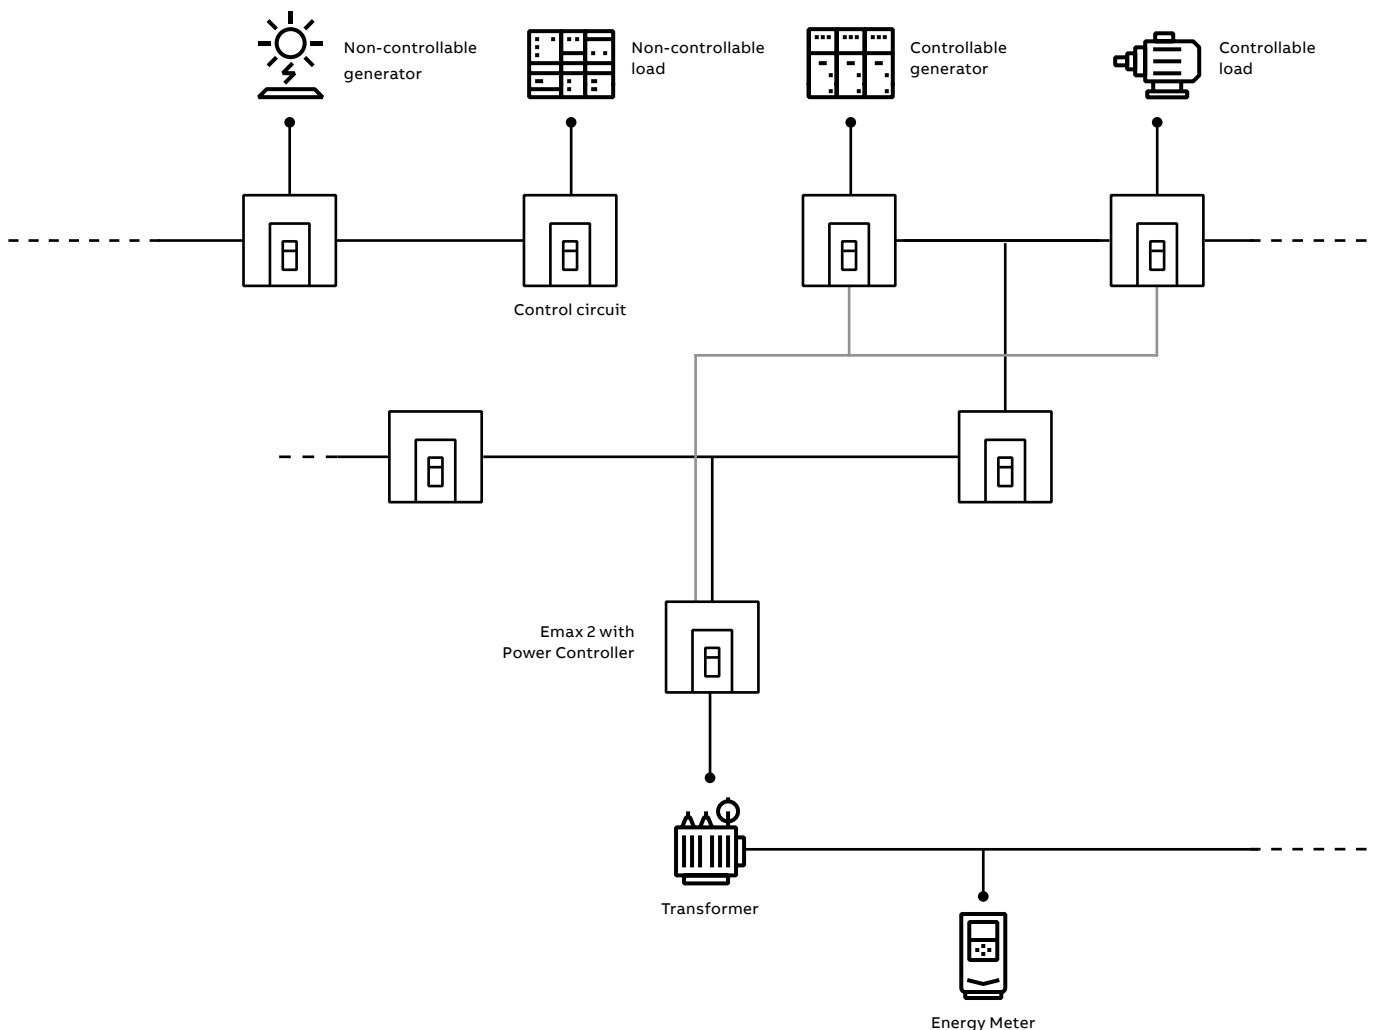 Non-controllable
generator
Non-controllable
load
Controllable
generator
Controllable
load
Control circuit
Emax 2 with
Power Controller
Transformer
Energy Meter